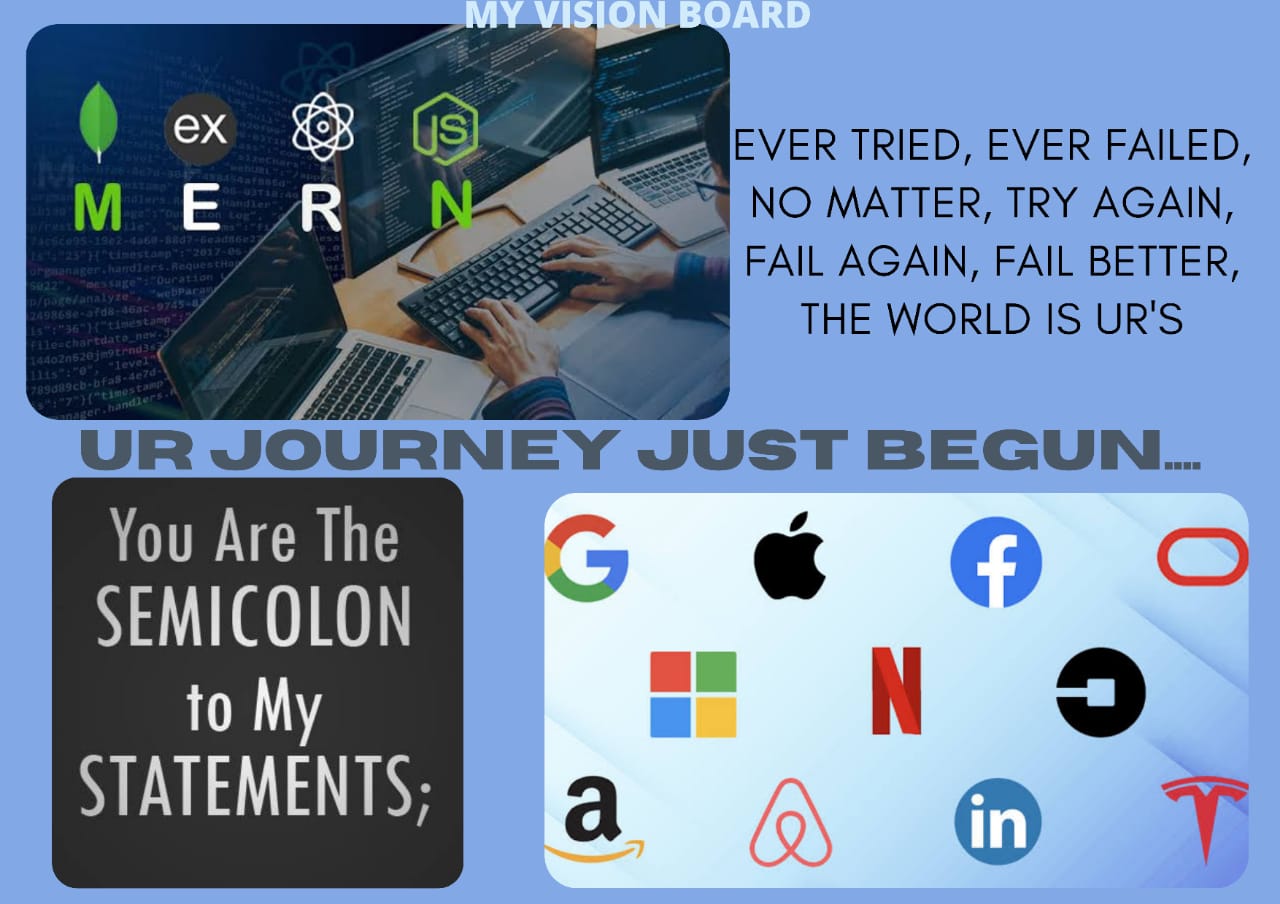 MY VISION BOARD
ex
JS
M E R N
EVER TRIED, EVER FAILED,
NO MATTER, TRY AGAIN,
FAIL AGAIN, FAIL BETTER,
THE WORLD IS UR'S
UR JOURNEY JUST BEGUN....
You Are The
SEMICOLON
to My
STATEMENTS;
G
f
N
a
in
T